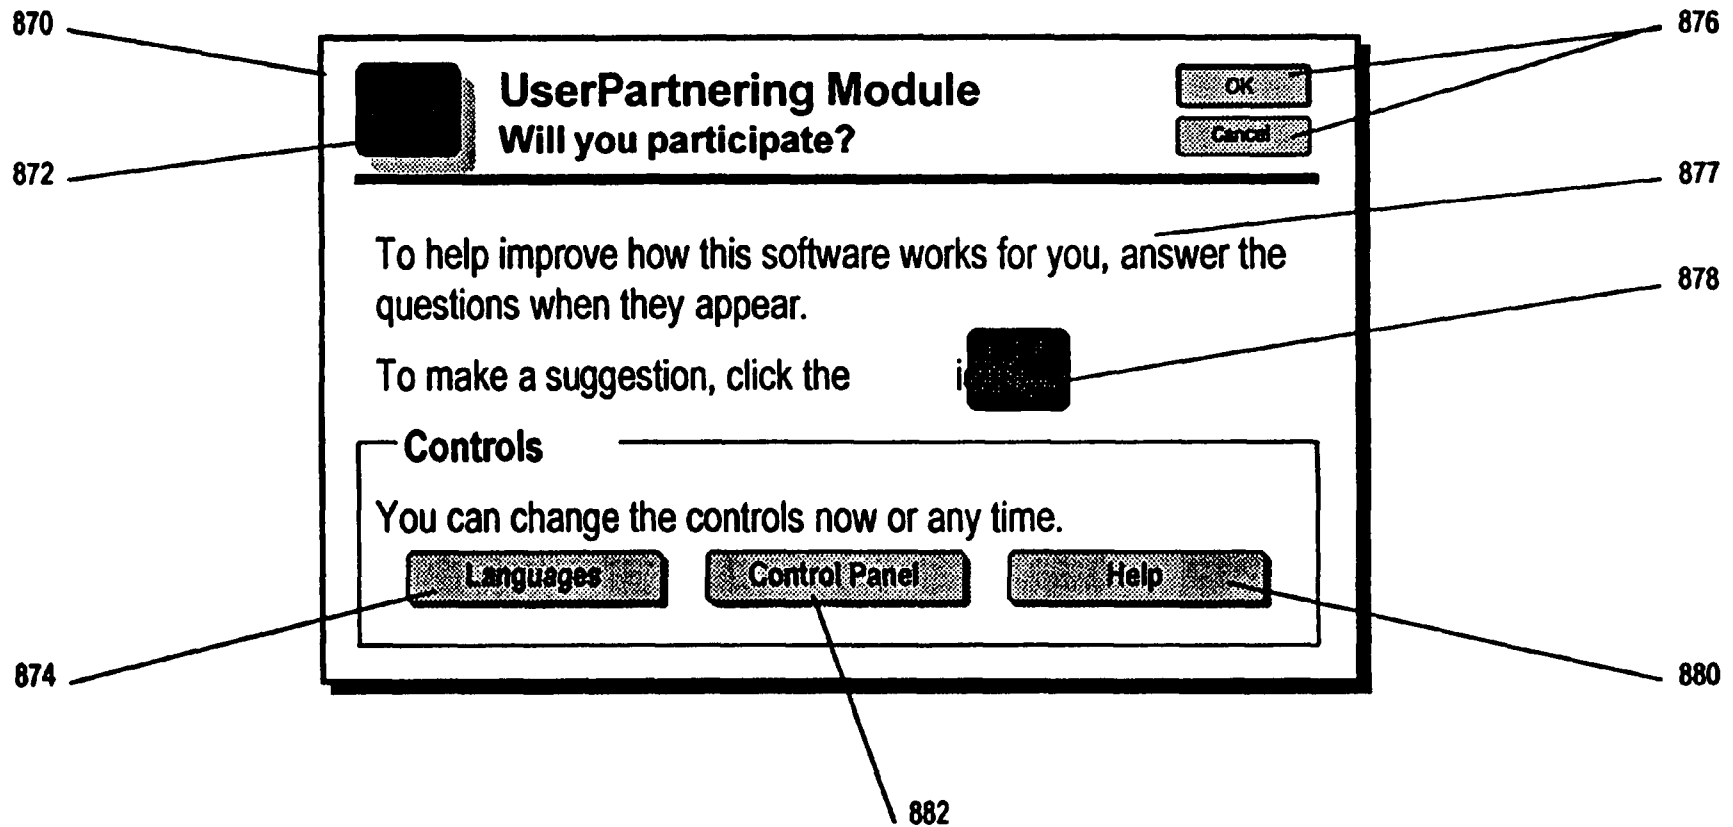 870
876
UserPartnering Module
OK
Will you participate?
Cancel
872
877
To help improve how this software works for you, answer the
questions when they appear.
878
To make a suggestion, click the
Controls
You can change the controls now or any time.
Languages Control Panel Help
874
880
882